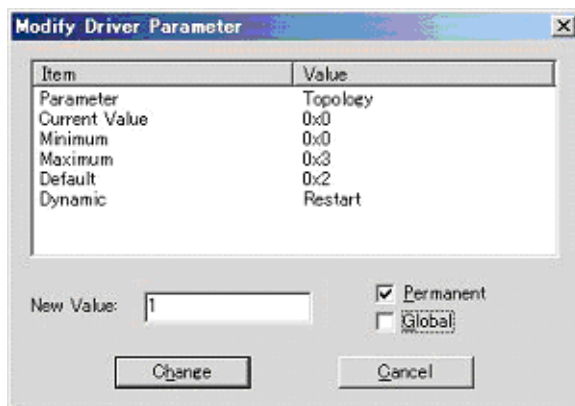 Modify Driver Parameter
Item Value
Parameter Topology
Current Value 0x0
Minimum 0x0
Maximum 0x3
Default 0x2
Dynamic Restart
New Value: 1
Permanent
Global
Change Cancel